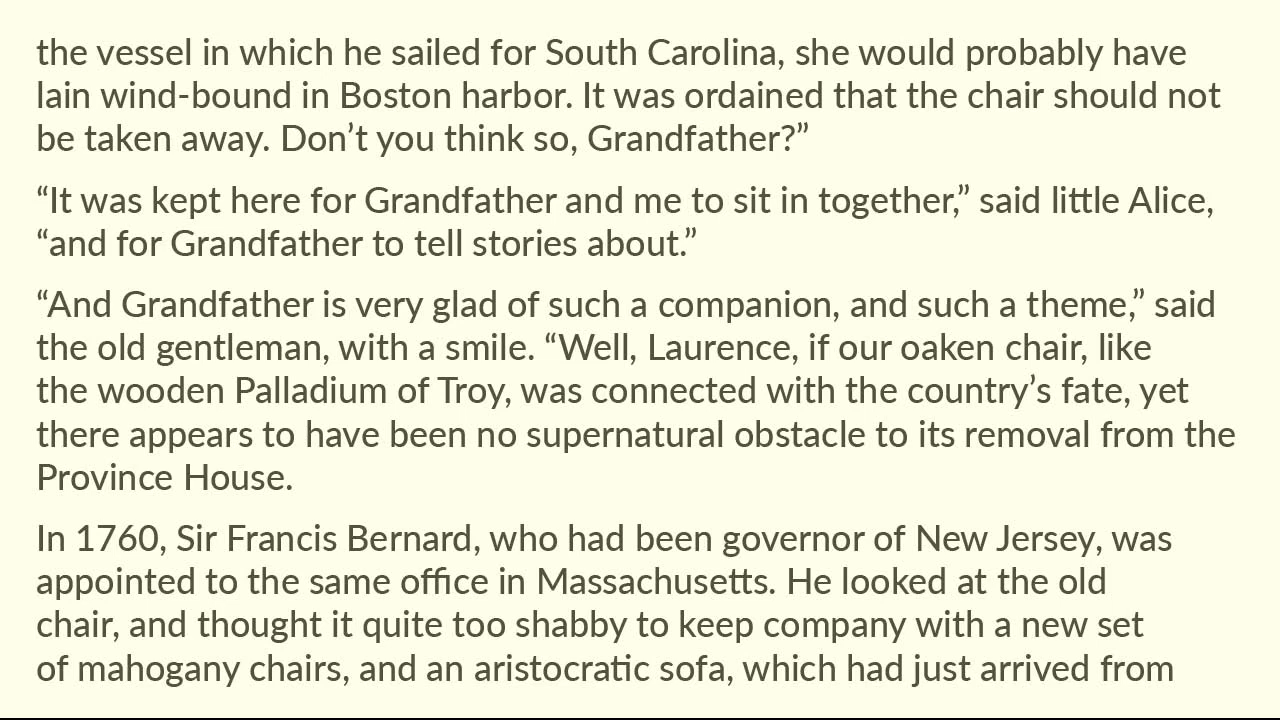 the vessel in which he sailed for South Carolina, she would probably have
lain wind-bound in Boston harbor. It was ordained that the chair should not
be taken away. Don’t you think so, Grandfather?”
“It was kept here for Grandfather and me to sit in together,” said little Alice,
“and for Grandfather to tell stories about.”
“And Grandfather is very glad of such a companion, and such a theme,” said
the old gentleman, with a smile. “Well, Laurence, if our oaken chair, like
the wooden Palladium of Troy, was connected with the country’s fate, yet
there appears to have been no supernatural obstacle to its removal from the
Province House.
In 1760, Sir Francis Bernard, who had been governor of New Jersey, was
appointed to the same office in Massachusetts. He looked at the old
chair, and thought it quite too shabby to keep company with a new set
of mahogany chairs, and an aristocratic sofa, which had just arrived from